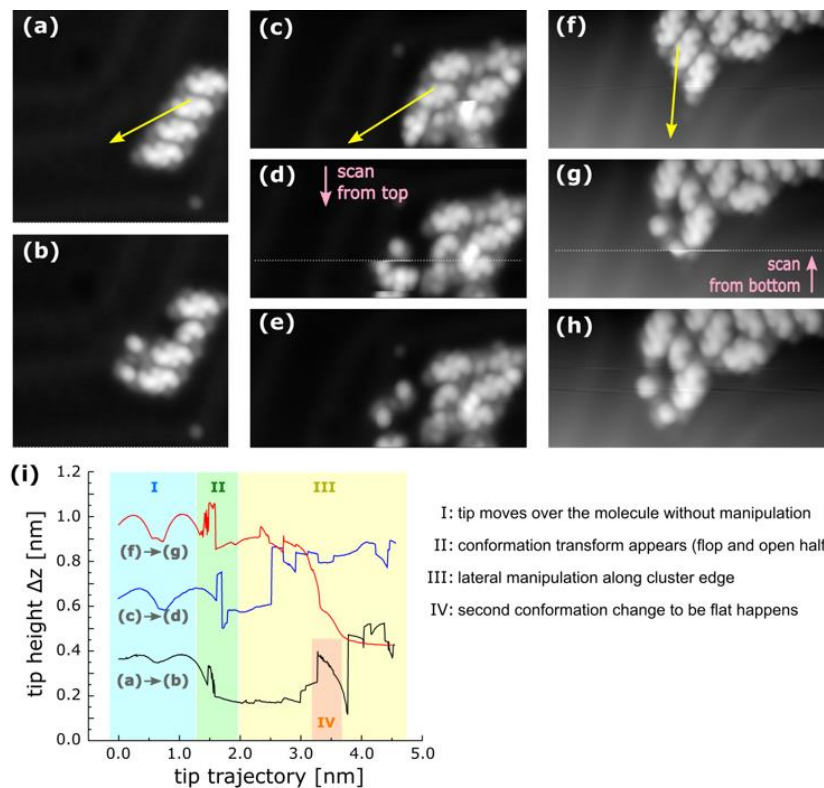 (a)
(c)
(f)
(d)
scan
from top
(g)
scan
from bottom
(b)
(e)
(h)
(i)
1.2
1.0
0.8
0.6
0.4
0.2
0.0
tip height Δz [nm]
I
II
III
(f)→(g)
(c)→(d)
(a)→(b)
IV
0.0
1.0
2.0
3.0
4.0
5.0
tip trajectory [nm]
I: tip moves over the molecule without manipulation
II: conformation transform appears (flop and open half
III: lateral manipulation along cluster edge
IV: second conformation change to be flat happens